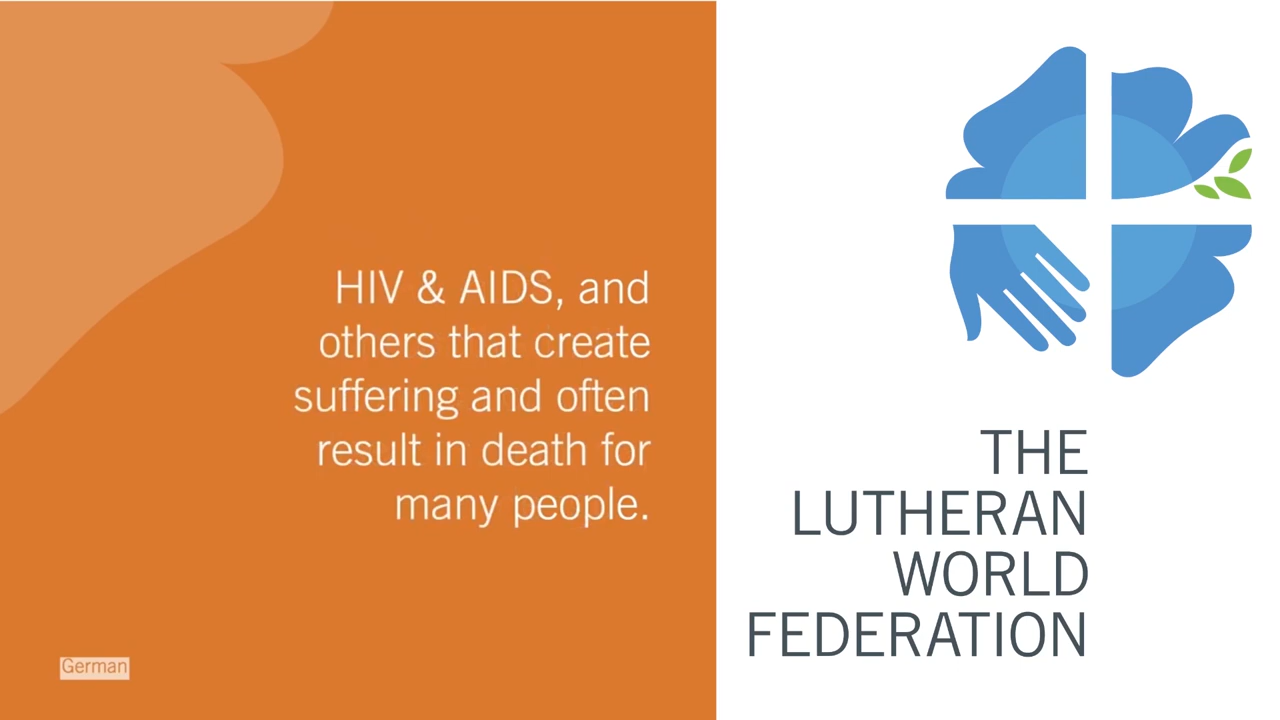 HIV & AIDS, and
others that create
suffering and often
result in death for
many people.
German
THE
LUTHERAN
WORLD
FEDERATION